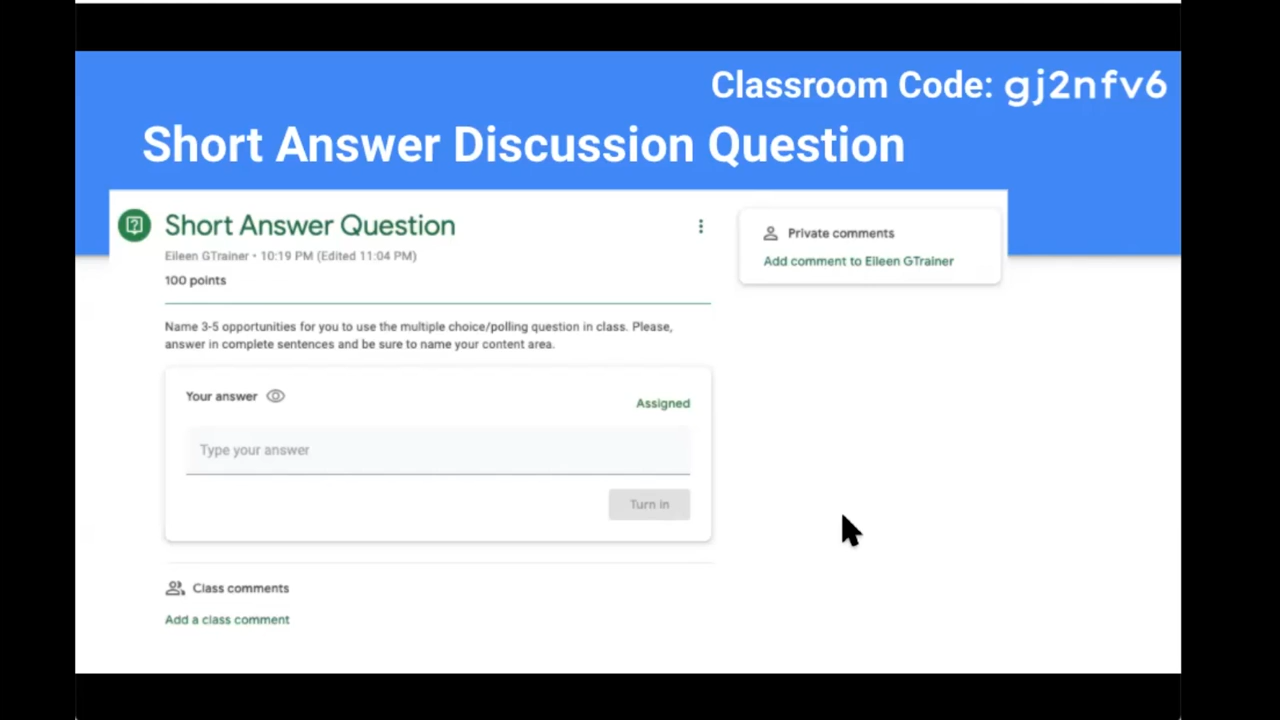 Classroom Code: gj2nfv6
Short Answer Discussion Question
Short Answer Question
Eileen GTrainer • 10:19 PM (Edited 11:04 PM)
100 points
Name 3-5 opportunities for you to use the multiple choice/polling question in class. Please,
answer in complete sentences and be sure to name your content area.
Your answer
Assigned
Type your answer
Turn in
Class comments
Add a class comment
Private comments
Add comment to Eileen GTrainer